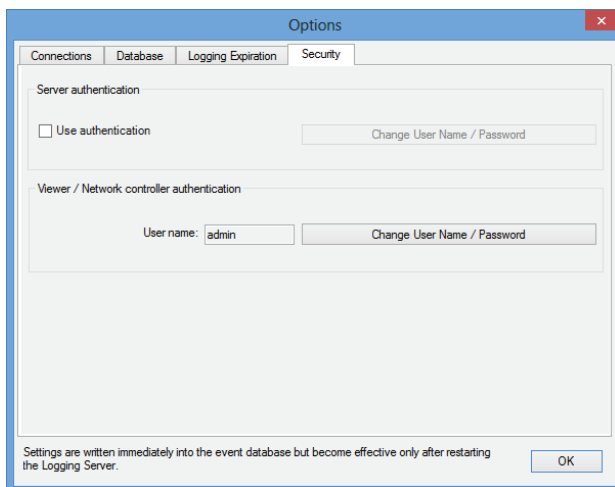 Options
Connections Database Logging Expiration Security
Server authentication
Use authentication Change User Name / Password
Viewer / Network controller authentication
User name: admin Change User Name / Password
Settings are written immediately into the event database but become effective only after restarting
the Logging Server.
OK